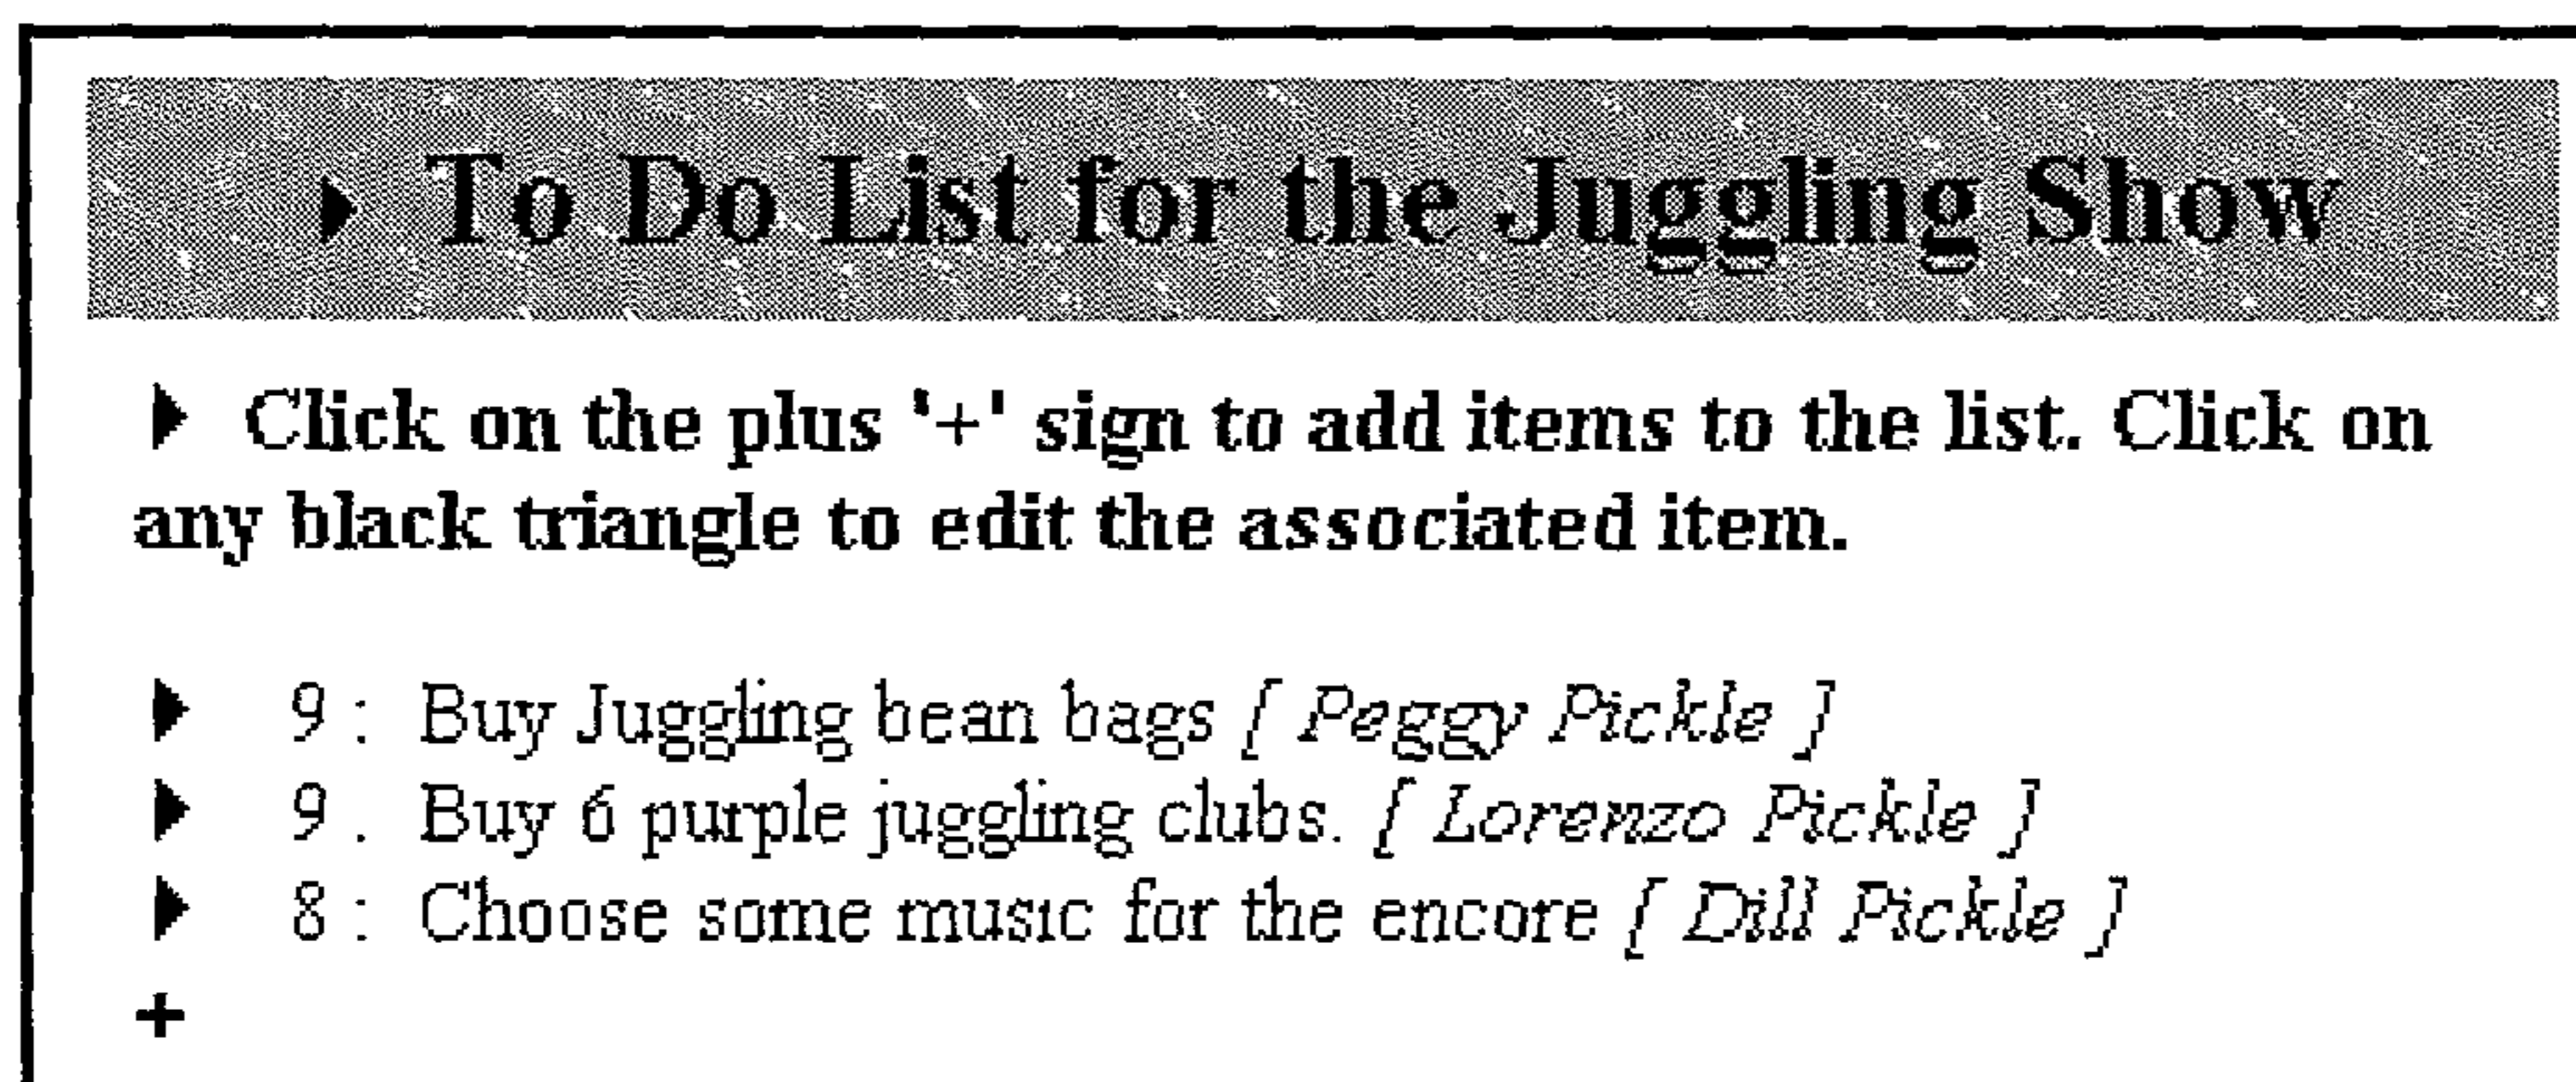 ▶ To Do List for the Juggling Show
▶ Click on the plus '+' sign to add items to the list. Click on
any black triangle to edit the associated item.
▶ 9 : Buy Juggling bean bags [ Peggy Pickle ]
▶ 9 . Buy 6 purple juggling clubs. [ Lorenzo Pickle ]
▶ 8 : Choose some music for the encore [ Dill Pickle ]
+